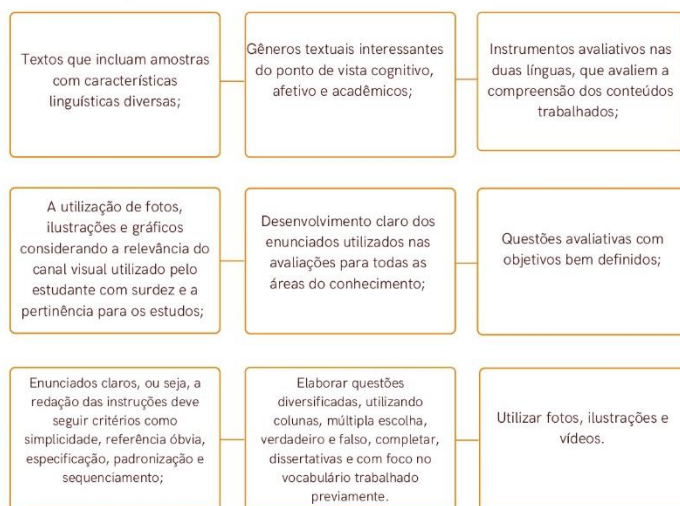 Textos que incluam amostras
com características
linguísticas diversas;
Gêneros textuais interessantes
do ponto de vista cognitivo,
afetivo e acadêmicos;
Instrumentos avaliativos nas
duas línguas, que avaliem a
compreensão dos conteúdos
trabalhados;
A utilização de fotos,
ilustrações e gráficos
considerando a relevância do
canal visual utilizado pelo
estudante com surdez e a
pertinência para os estudos;
Desenvolvimento claro dos
enunciados utilizados nas
avaliações para todas as
áreas do conhecimento;
Questões avaliativas com
objetivos bem definidos;
Enunciados claros, ou seja, a
redação das instruções deve
seguir critérios como
simplicidade, referência óbvia,
especificação, padronização e
sequenciamento;
Elaborar questões
diversificadas, utilizando
colunas, múltipla escolha,
verdadeiro e falso, completar,
dissertativas e com foco no
vocabulário trabalhado
previamente.
Utilizar fotos, ilustrações e
vídeos.